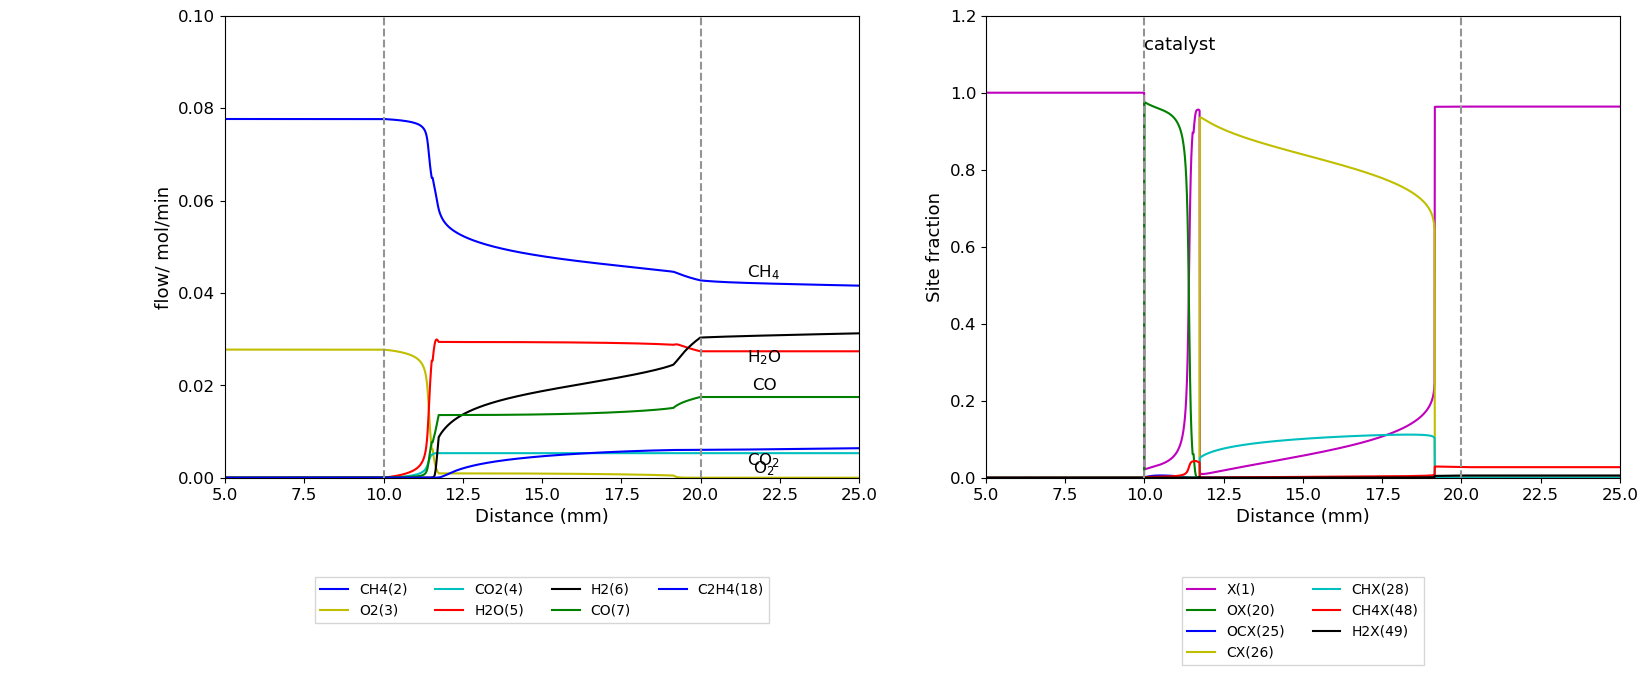 0.10
0.08
0.06
0.04
0.02
0.00
flow/ mol/min
5.0 7.5 10.0 12.5 15.0 17.5 20.0 22.5 25.0
Distance (mm)
CH₄
H₂O
CO
CO₂
O₂
CH4(2) CO2(4) H2(6) C2H4(18)
O2(3) H2O(5) CO(7)
1.2
1.0
0.8
0.6
0.4
0.2
0.0
Site fraction
catalyst
5.0 7.5 10.0 12.5 15.0 17.5 20.0 22.5 25.0
Distance (mm)
X(1) CHX(28)
OX(20) CH4X(48)
OCX(25) H2X(49)
CX(26)